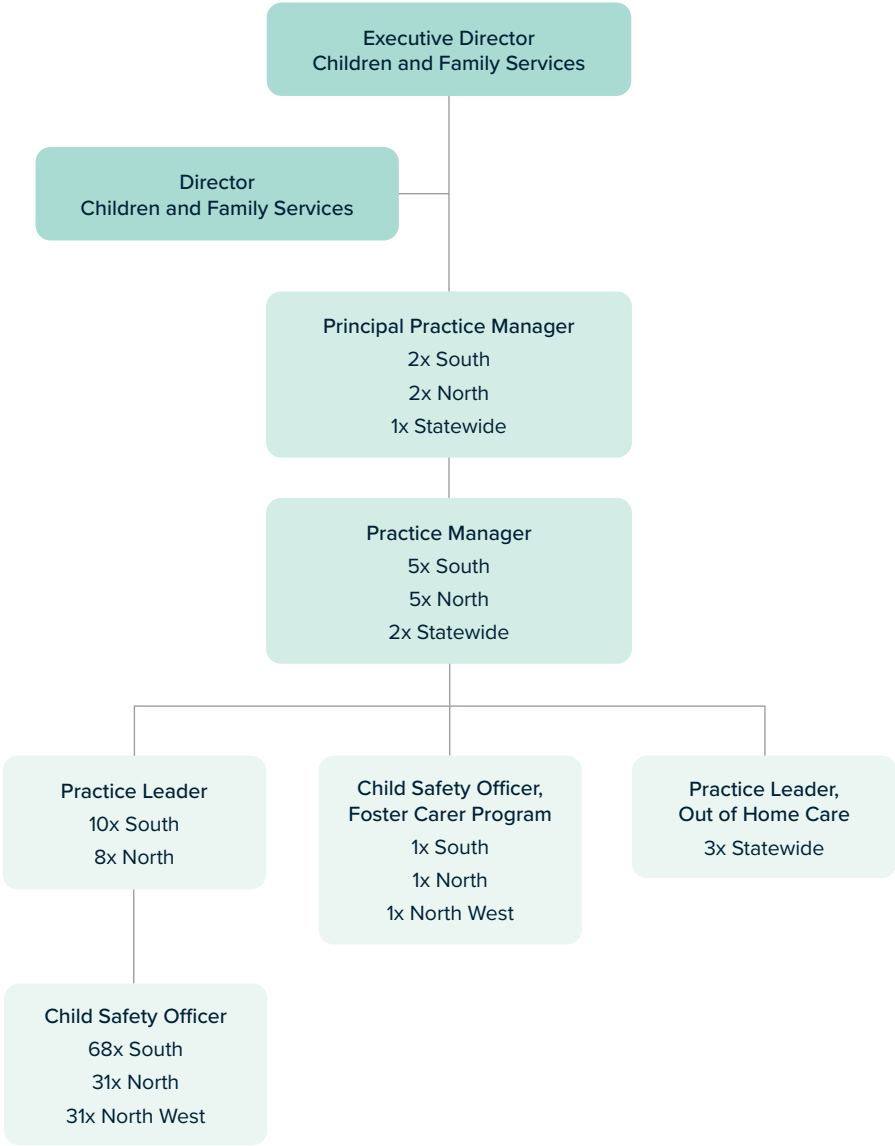 Executive Director
Children and Family Services
Director
Children and Family Services
Principal Practice Manager
2x South
2x North
1x Statewide
Practice Manager
5x South
5x North
2x Statewide
Practice Leader
10x South
8x North
Child Safety Officer,
Foster Carer Program
1x South
1x North
1x North West
Practice Leader,
Out of Home Care
3x Statewide
Child Safety Officer
68x South
31x North
31x North West